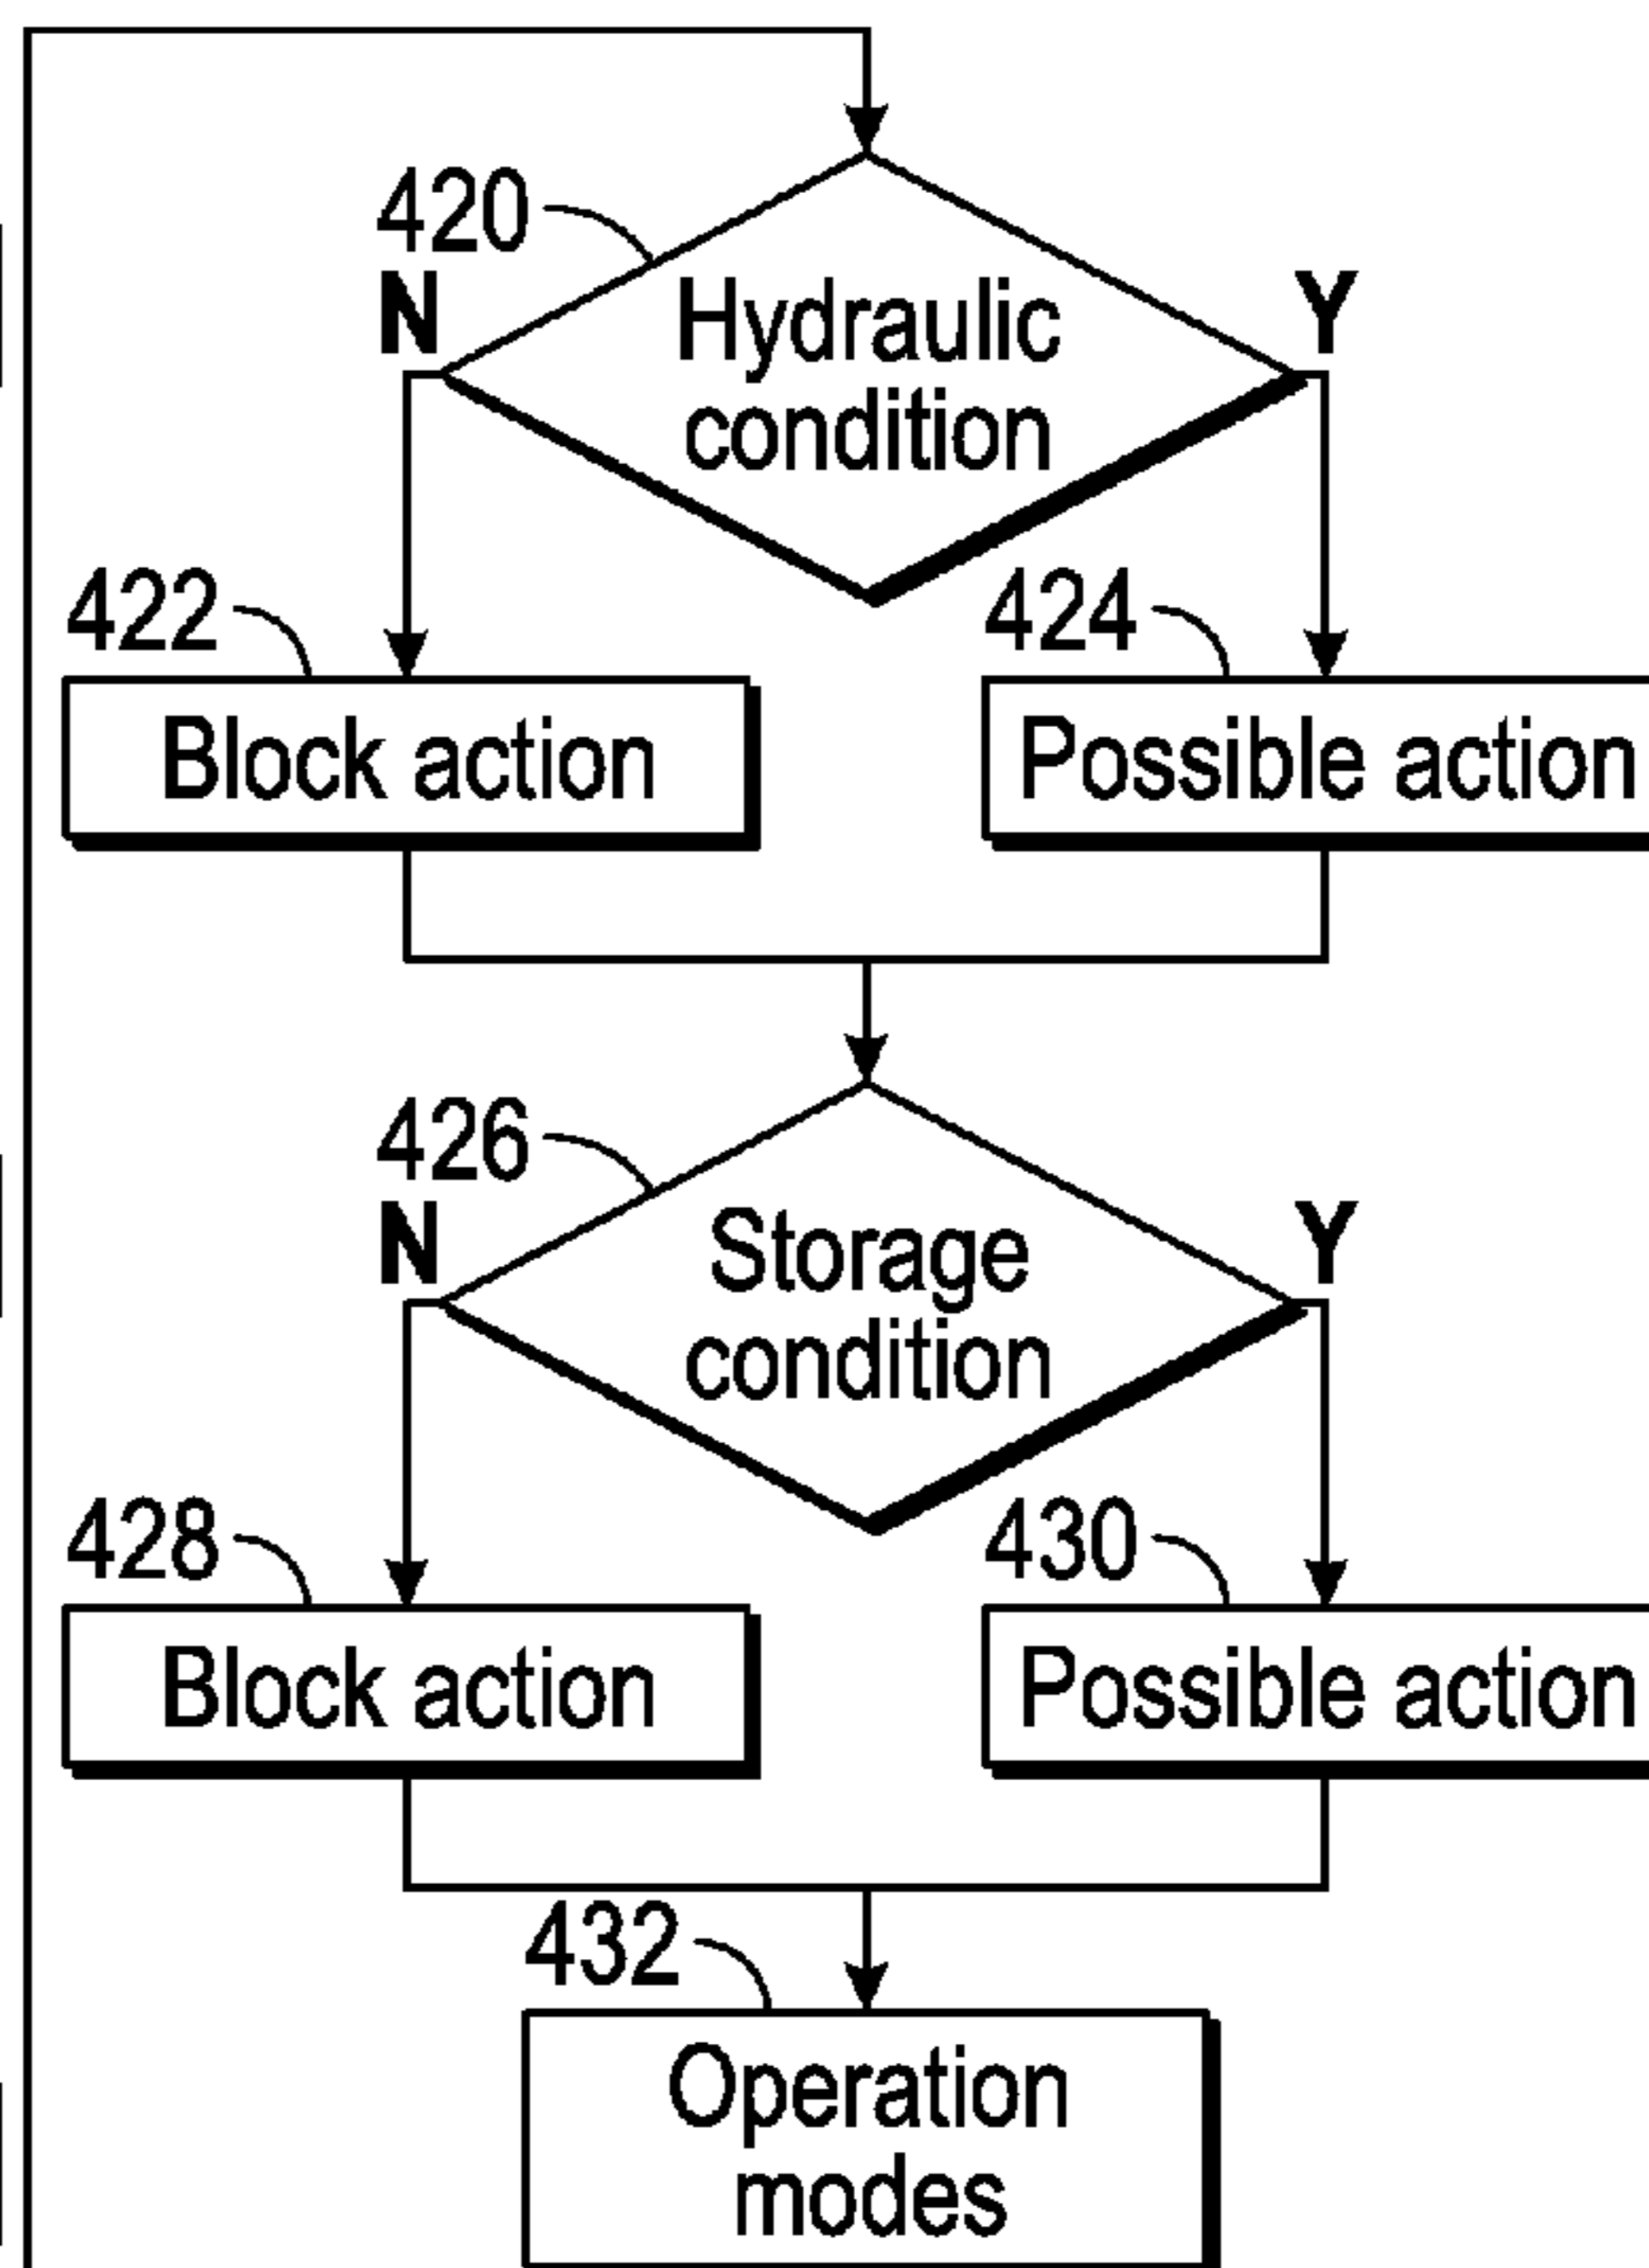 420
N
Hydraulic
condition
Y
422
Block action
424
Possible action
426
N
Storage
condition
Y
428
Block action
430
Possible action
432
Operation
modes